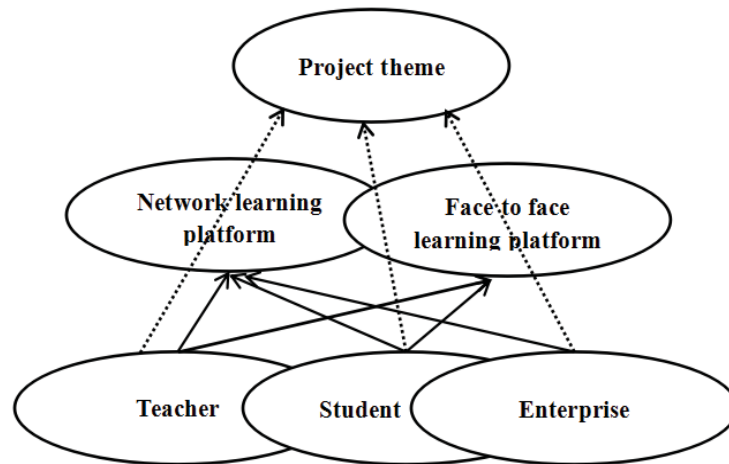 Project theme
Network learning
platform
Face to face
learning platform
Teacher
Student
Enterprise